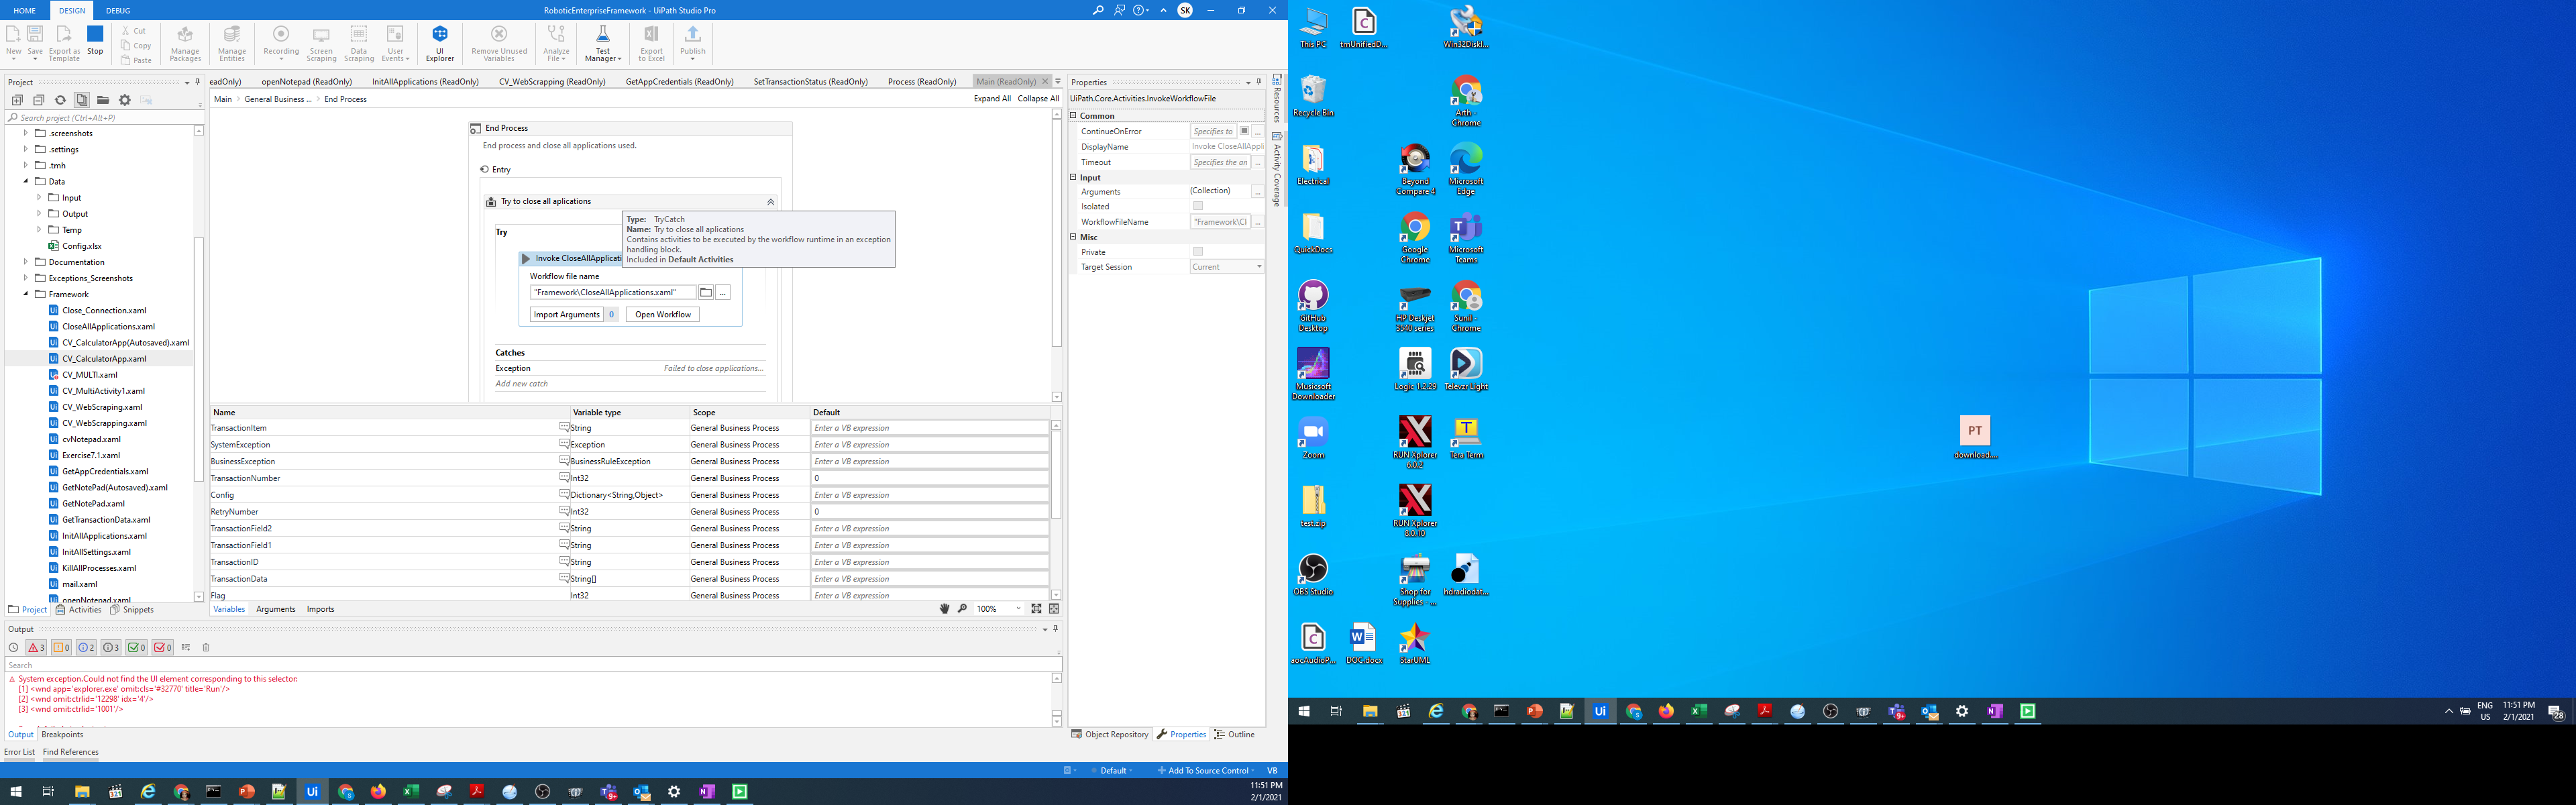 HOME DESIGN DEBUG
RoboticEnterpriseFramework - UiPath Studio Pro
SK
New
Save
Export as Template
Stop
Cut
Copy
Paste
Manage Packages
Manage Entities
Recording
Screen Scraping
Data Scraping
User Events
UI Explorer
Remove Unused Variables
Analyze File
Test Manager
Export to Excel
Publish
Project
Search project (Ctrl+Alt+P)
.screenshots
.settings
.tmh
Data
Input
Output
Temp
Config.xlsx
Documentation
Exceptions_Screenshots
Framework
Close_Connection.xaml
CloseAllApplications.xaml
CV_CalculatorApp(Autosaved).xaml
CV_CalculatorApp.xaml
CV_MULTI.xaml
CV_MultiActivity1.xaml
CV_WebScraping.xaml
CV_WebScrapping.xaml
cvNotepad.xaml
Exercise7.1.xaml
GetAppCredentials.xaml
GetNotePad(Autosaved).xaml
GetNotePad.xaml
GetTransactionData.xaml
InitAllApplications.xaml
InitAllSettings.xaml
KillAllProcesses.xaml
mail.xaml
openNotepad.xaml
Project Activities Snippets
eadOnly) openNotepad (ReadOnly) InitAllApplications (ReadOnly) CV_WebScrapping (ReadOnly) GetAppCredentials (ReadOnly) SetTransactionStatus (ReadOnly) Process (ReadOnly) Main (ReadOnly)
Main General Business ... End Process
Expand All Collapse All
End Process
End process and close all applications used.
Entry
Try to close all aplications
Try
Type: TryCatch
Name: Try to close all aplications
Contains activities to be executed by the workflow runtime in an exception
handling block.
Included in Default Activities
Invoke CloseAllApplicati
Workflow file name
"Framework\CloseAllApplications.xaml"
...
Import Arguments 0 Open Workflow
Catches
Exception Failed to close applications...
Add new catch
Name Variable type Scope Default
TransactionItem String General Business Process Enter a VB expression
SystemException Exception General Business Process Enter a VB expression
BusinessException BusinessRuleException General Business Process Enter a VB expression
TransactionNumber Int32 General Business Process 0
Config Dictionary<String,Object> General Business Process Enter a VB expression
RetryNumber Int32 General Business Process 0
TransactionField2 String General Business Process Enter a VB expression
TransactionField1 String General Business Process Enter a VB expression
TransactionID String General Business Process Enter a VB expression
TransactionData String[] General Business Process Enter a VB expression
Flag Int32 General Business Process Enter a VB expression
Variables Arguments Imports
100%
Output
3 0 2 3 0 0
Search
System exception.Could not find the UI element corresponding to this selector:
[1] <wnd app='explorer.exe' omit:cls='#32770' title='Run'/>
[2] <wnd omit:ctrlid='12298' idx='4'/>
[3] <wnd omit:ctrlid='1001'/>
Output Breakpoints
Error List Find References
Properties
UiPath.Core.Activities.InvokeWorkflowFile
Common
ContinueOnError Specifies to ...
DisplayName Invoke CloseAllAppli
Timeout Specifies the an ...
Input
Arguments (Collection) ...
Isolated
WorkflowFileName "Framework\Cl ...
Misc
Private
Target Session Current
Resources
Activity Coverage
Object Repository Properties Outline
Default Add To Source Control VB
11:51 PM
2/1/2021
This PC
tmUnifiedD...
Win32DiskI...
Recycle Bin
Arth - Chrome
Electrical
Beyond Compare 4
Microsoft Edge
QuickDocs
Google Chrome
Microsoft Teams
GitHub Desktop
HP Deskjet 3540 series
Sunil - Chrome
Musicsoft Downloader
Logic 1.2.29
Televzr Light
Zoom
RUN Xplorer 6.0.2
Tera Term
PT
download....
test.zip
RUN Xplorer 8.0.10
OBS Studio
Shop for Supplies - ...
hdradiodat...
aocAudioP...
DOC.docx
StarUML
ENG
US
11:51 PM
2/1/2021
28